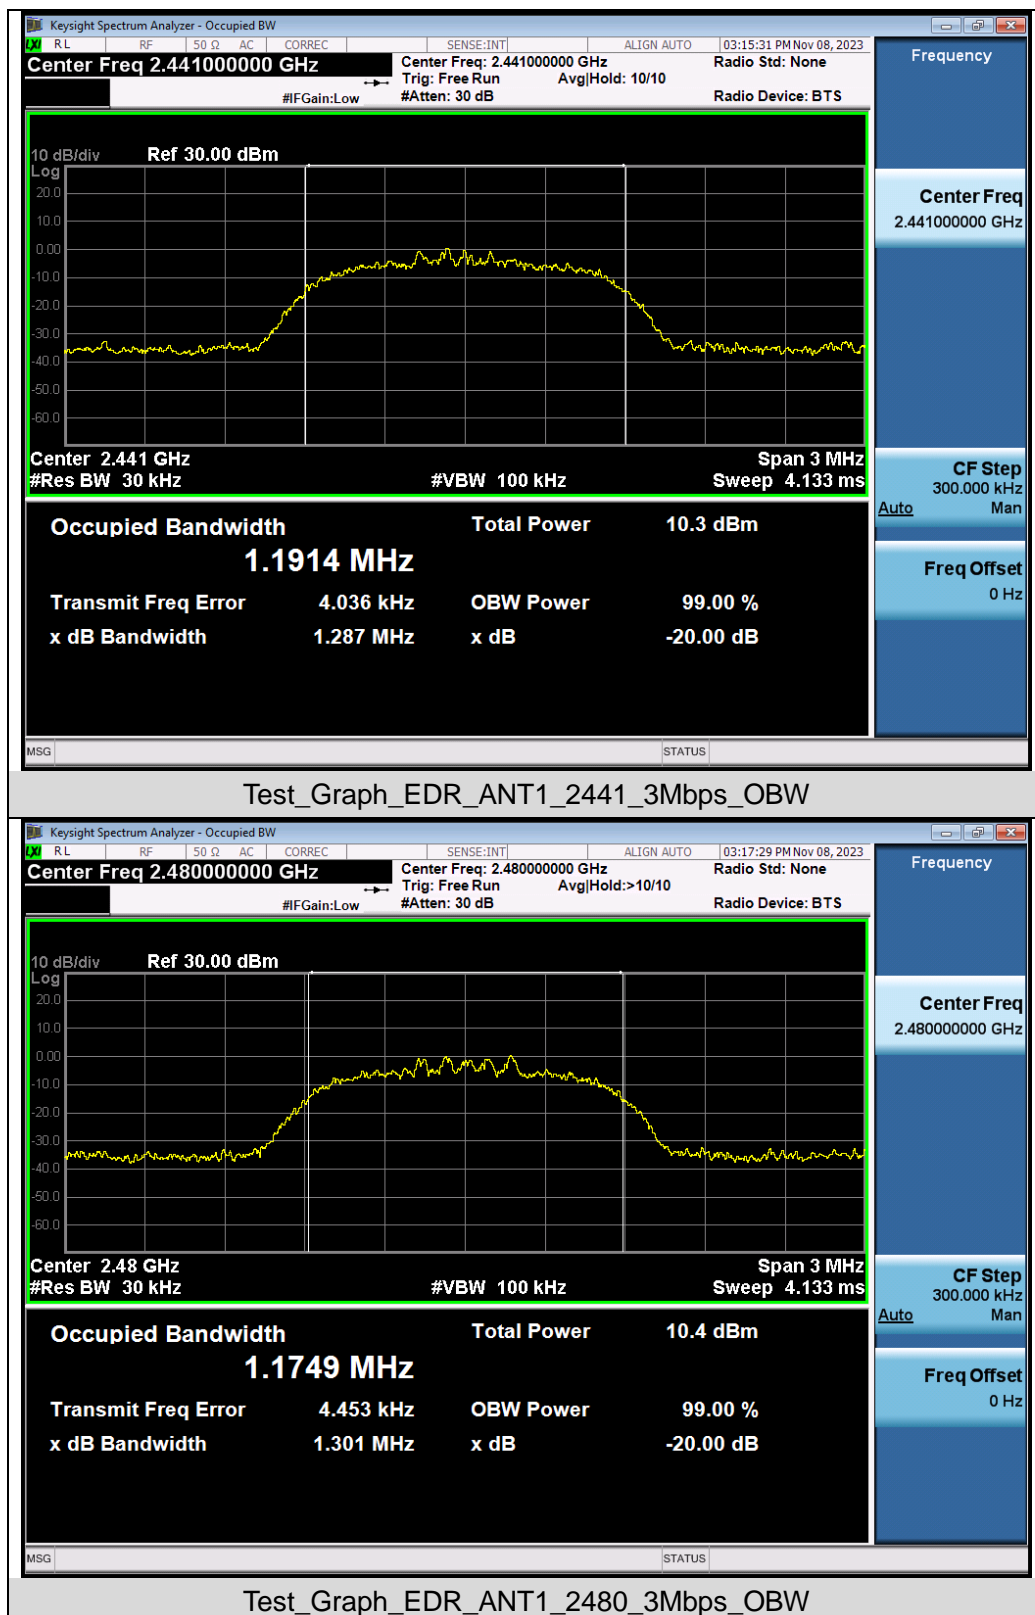 Keysight Spectrum Analyzer - Occupied BW
LXI RL RF 50 Ω AC CORREC SENSE:INT ALIGN AUTO 03:15:31 PM Nov 08, 2023
Center Freq 2.441000000 GHz
Center Freq: 2.441000000 GHz
Radio Std: None
Trig: Free Run Avg|Hold: 10/10
#IFGain:Low
#Atten: 30 dB
Radio Device: BTS
Frequency
10 dB/div Ref 30.00 dBm
Log
20.0
10.0
0.00
-10.0
-20.0
-30.0
-40.0
-50.0
-60.0
Center 2.441 GHz Span 3 MHz
#Res BW 30 kHz #VBW 100 kHz Sweep 4.133 ms
Center Freq
2.441000000 GHz
CF Step
300.000 kHz
Auto Man
Freq Offset
0 Hz
Occupied Bandwidth Total Power 10.3 dBm
1.1914 MHz
Transmit Freq Error 4.036 kHz OBW Power 99.00 %
x dB Bandwidth 1.287 MHz x dB -20.00 dB
MSG STATUS
Test_Graph_EDR_ANT1_2441_3Mbps_OBW
Keysight Spectrum Analyzer - Occupied BW
LXI RL RF 50 Ω AC CORREC SENSE:INT ALIGN AUTO 03:17:29 PM Nov 08, 2023
Center Freq 2.480000000 GHz
Center Freq: 2.480000000 GHz
Radio Std: None
Trig: Free Run Avg|Hold:>10/10
#IFGain:Low
#Atten: 30 dB
Radio Device: BTS
Frequency
10 dB/div Ref 30.00 dBm
Log
20.0
10.0
0.00
-10.0
-20.0
-30.0
-40.0
-50.0
-60.0
Center 2.48 GHz Span 3 MHz
#Res BW 30 kHz #VBW 100 kHz Sweep 4.133 ms
Center Freq
2.480000000 GHz
CF Step
300.000 kHz
Auto Man
Freq Offset
0 Hz
Occupied Bandwidth Total Power 10.4 dBm
1.1749 MHz
Transmit Freq Error 4.453 kHz OBW Power 99.00 %
x dB Bandwidth 1.301 MHz x dB -20.00 dB
MSG STATUS
Test_Graph_EDR_ANT1_2480_3Mbps_OBW